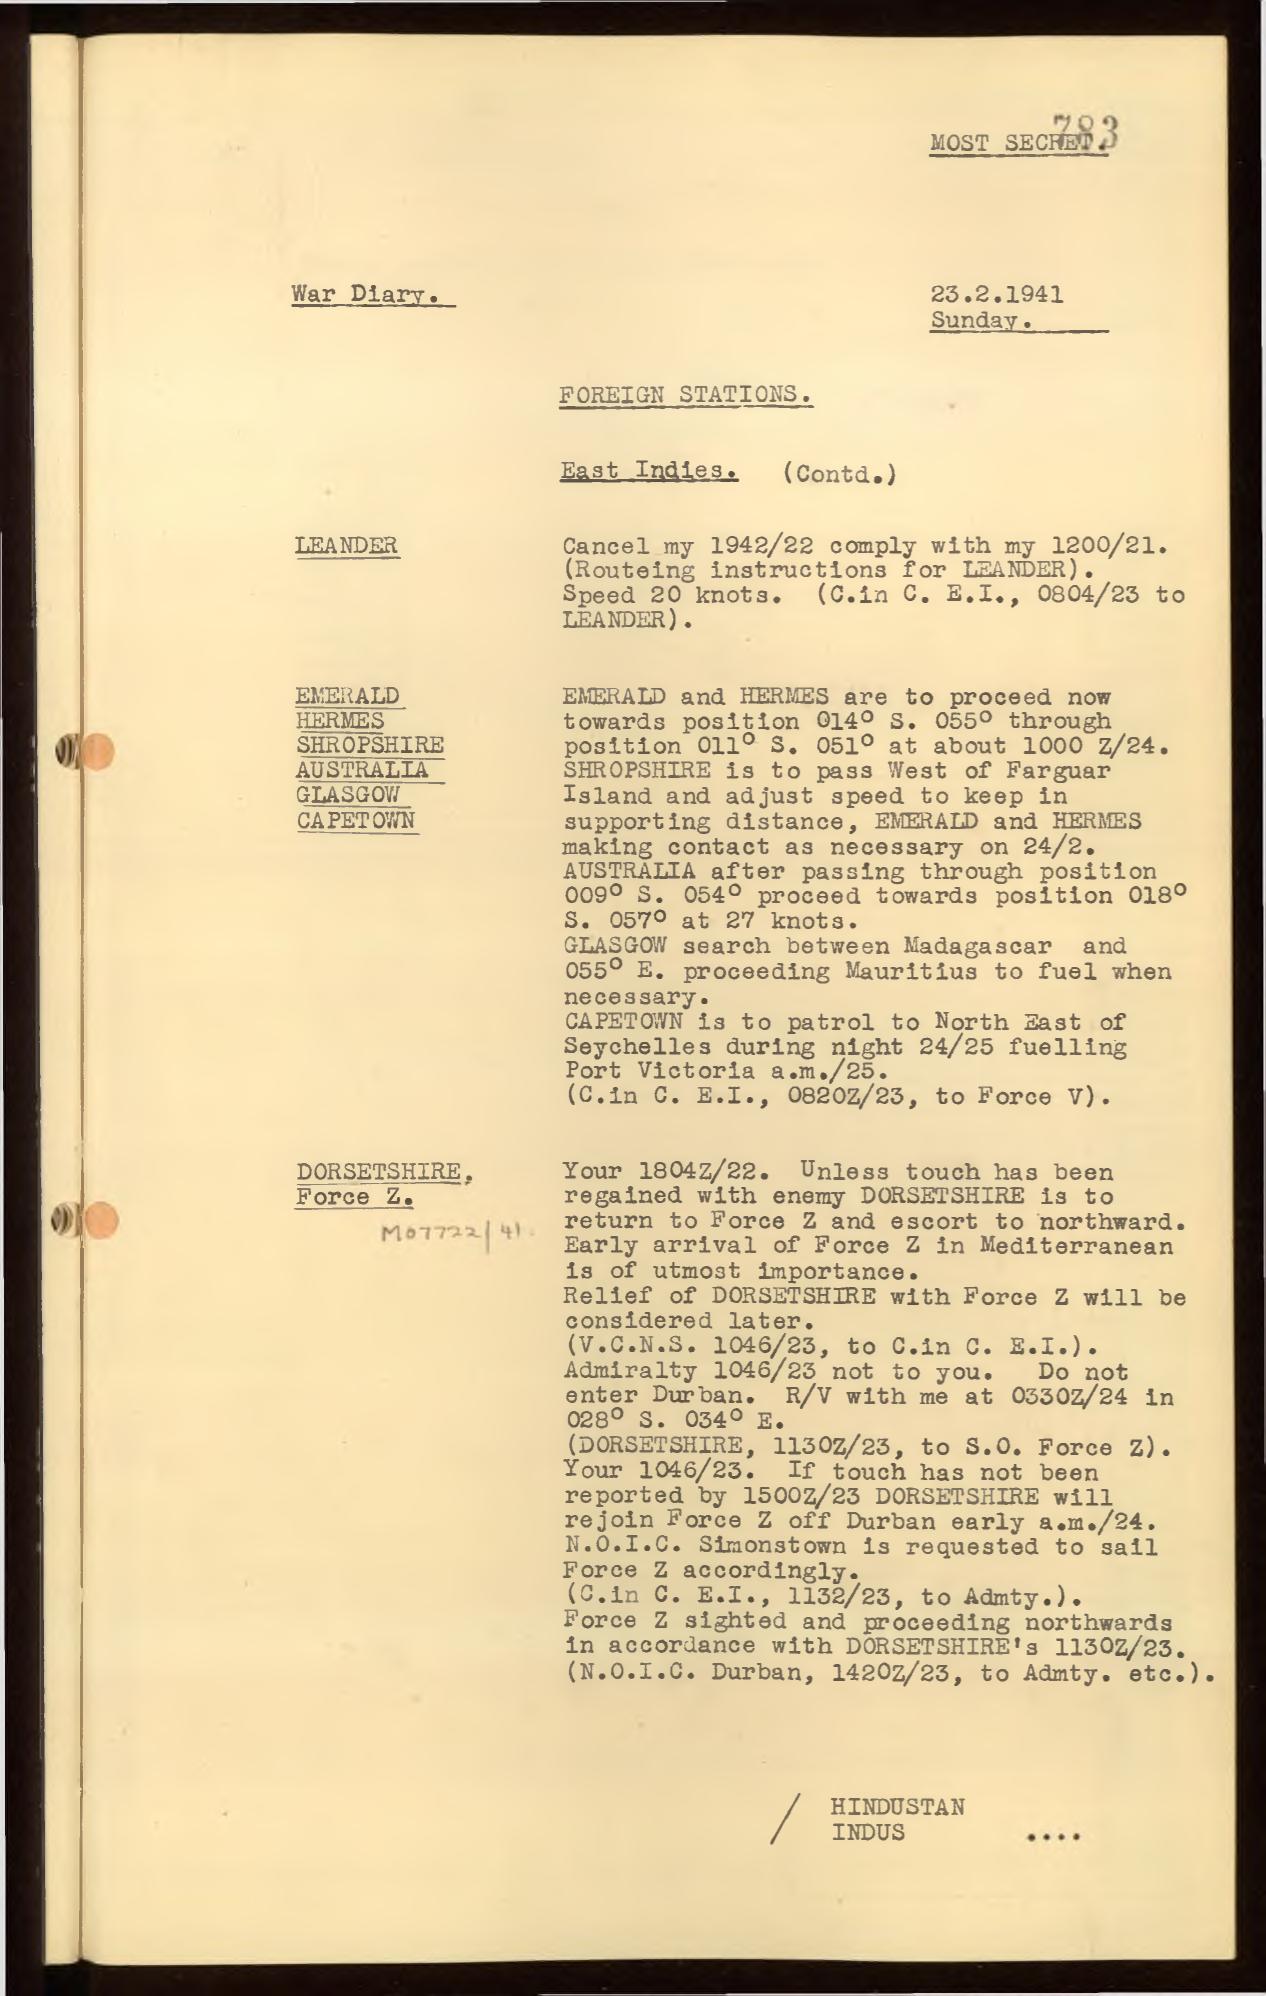 783
MOST SECRET.
War Diary.
23.2.1941
Sunday.
FOREIGN STATIONS.
East Indies. (Contd.)
LEANDER
Cancel my 1942/22 comply with my 1200/21.
(Routeing instructions for LEANDER).
Speed 20 knots. (C.in C. E.I., 0804/23 to
LEANDER).
EMERALD
HERMES
SHROPSHIRE
AUSTRALIA
GLASGOW
CAPETOWN
EMERALD and HERMES are to proceed now
towards position 014° S. 055° through
position 011° S. 051° at about 1000 Z/24.
SHROPSHIRE is to pass West of Farguar
Island and adjust speed to keep in
supporting distance, EMERALD and HERMES
making contact as necessary on 24/2.
AUSTRALIA after passing through position
009° S. 054° proceed towards position 018°
S. 057° at 27 knots.
GLASGOW search between Madagascar and
055° E. proceeding Mauritius to fuel when
necessary.
CAPETOWN is to patrol to North East of
Seychelles during night 24/25 fuelling
Port Victoria a.m./25.
(C.in C. E.I., 0820Z/23, to Force V).
DORSETSHIRE,
Force Z.
M07722/41.
Your 1804Z/22. Unless touch has been
regained with enemy DORSETSHIRE is to
return to Force Z and escort to northward.
Early arrival of Force Z in Mediterranean
is of utmost importance.
Relief of DORSETSHIRE with Force Z will be
considered later.
(V.C.N.S. 1046/23, to C.in C. E.I.).
Admiralty 1046/23 not to you. Do not
enter Durban. R/V with me at 0330Z/24 in
028° S. 034° E.
(DORSETSHIRE, 1130Z/23, to S.O. Force Z).
Your 1046/23. If touch has not been
reported by 1500Z/23 DORSETSHIRE will
rejoin Force Z off Durban early a.m./24.
N.O.I.C. Simonstown is requested to sail
Force Z accordingly.
(C.in C. E.I., 1132/23, to Admty.).
Force Z sighted and proceeding northwards
in accordance with DORSETSHIRE's 1130Z/23.
(N.O.I.C. Durban, 1420Z/23, to Admty. etc.).
/ HINDUSTAN
INDUS ....